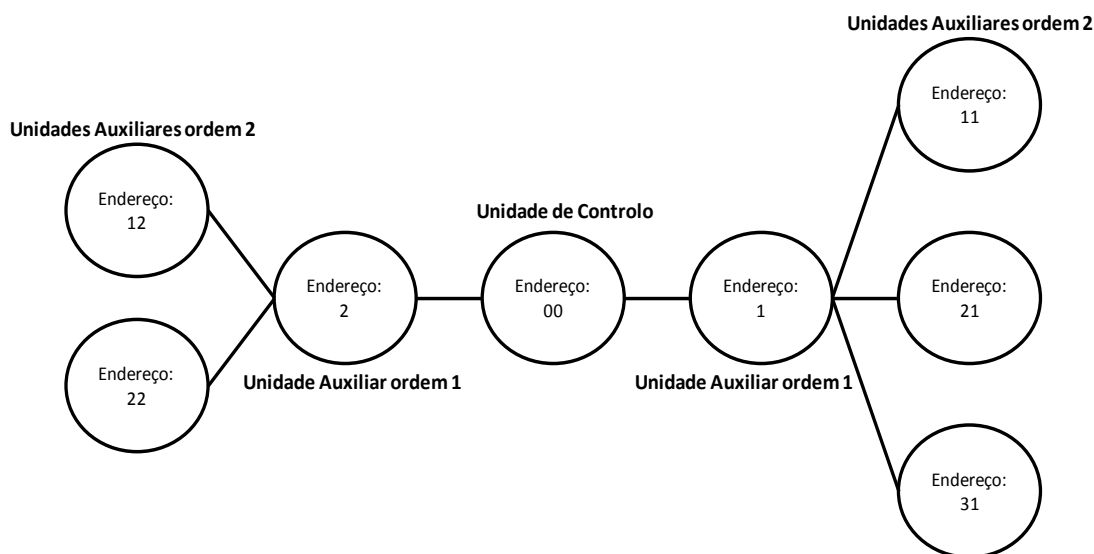 Unidades Auxiliares ordem 2
Endereço:
11
Unidades Auxiliares ordem 2
Endereço:
12
Unidade de Controlo
Endereço:
2
Endereço:
00
Endereço:
1
Endereço:
21
Endereço:
22
Unidade Auxiliar ordem 1
Unidade Auxiliar ordem 1
Endereço:
31